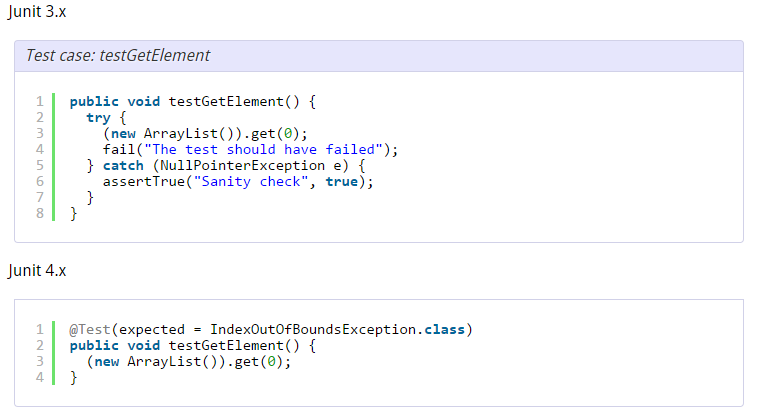 Junit 3.x
Test case: testGetElement
1 public void testGetElement() {
2   try {
3     (new ArrayList()).get(0);
4     fail("The test should have failed");
5   } catch (NullPointerException e) {
6     assertTrue("Sanity check", true);
7   }
8 }
Junit 4.x
1 @Test(expected = IndexOutOfBoundsException.class)
2 public void testGetElement() {
3   (new ArrayList()).get(0);
4 }